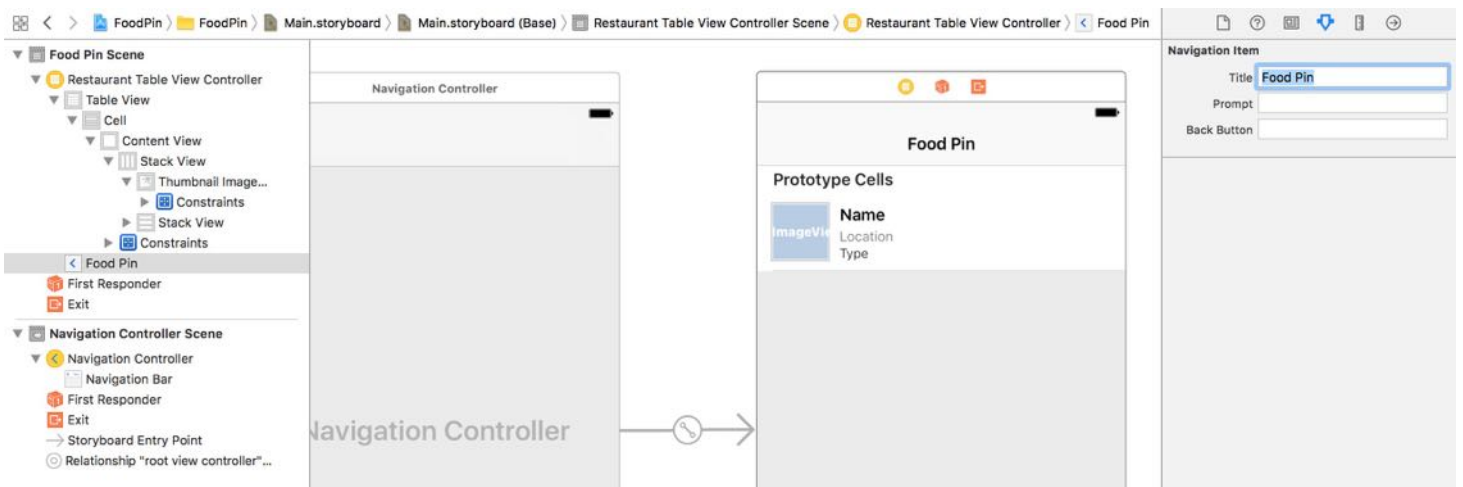 FoodPin FoodPin Main.storyboard Main.storyboard (Base) Restaurant Table View Controller Scene Restaurant Table View Controller Food Pin
Food Pin Scene
Restaurant Table View Controller
Table View
Cell
Content View
Stack View
Thumbnail Image...
Constraints
Stack View
Constraints
Food Pin
First Responder
Exit
Navigation Controller Scene
Navigation Controller
Navigation Bar
First Responder
Exit
Storyboard Entry Point
Relationship "root view controller"...
Navigation Controller
Navigation Controller
Food Pin
Prototype Cells
ImageVie
Name
Location
Type
Navigation Item
Title Food Pin
Prompt
Back Button